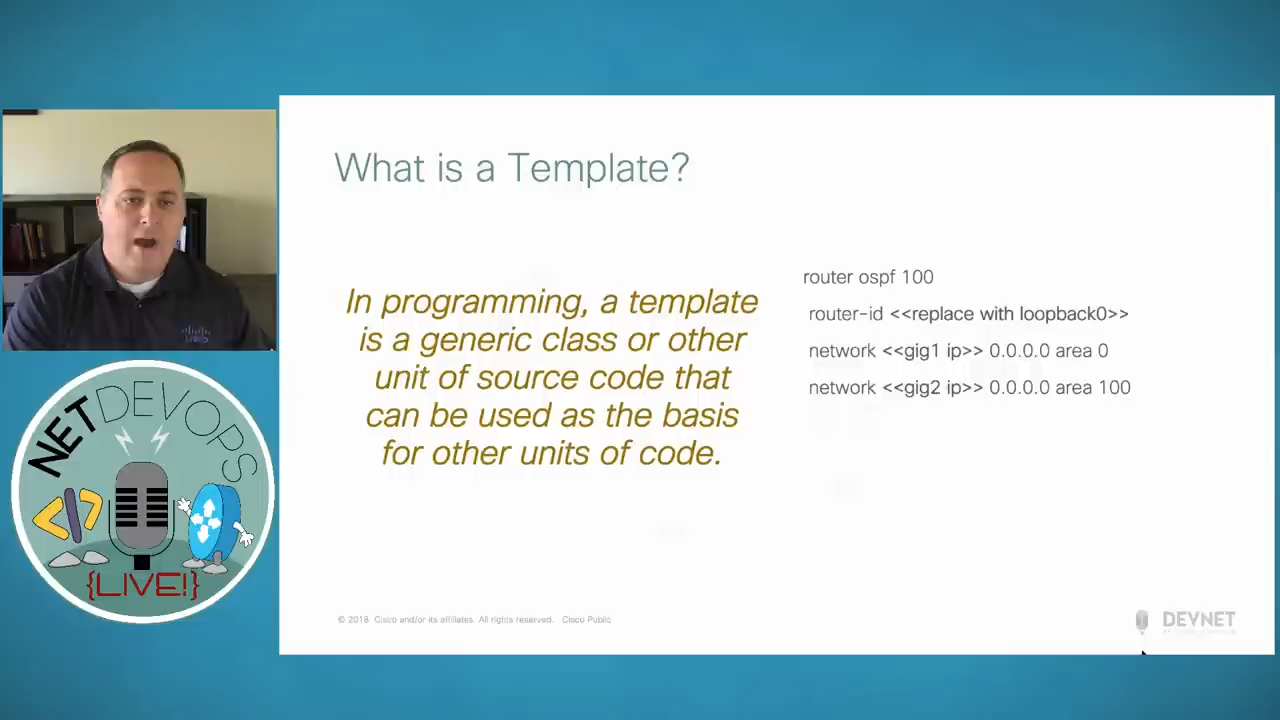 What is a Template?
In programming, a template
is a generic class or other
unit of source code that
can be used as the basis
for other units of code.
router ospf 100
router-id <<replace with loopback0>>
network <<gig1 ip>> 0.0.0.0 area 0
network <<gig2 ip>> 0.0.0.0 area 100
NETDEVOPS
</>
{LIVE!}
© 2018 Cisco and/or its affiliates. All rights reserved. Cisco Public
DEVNET